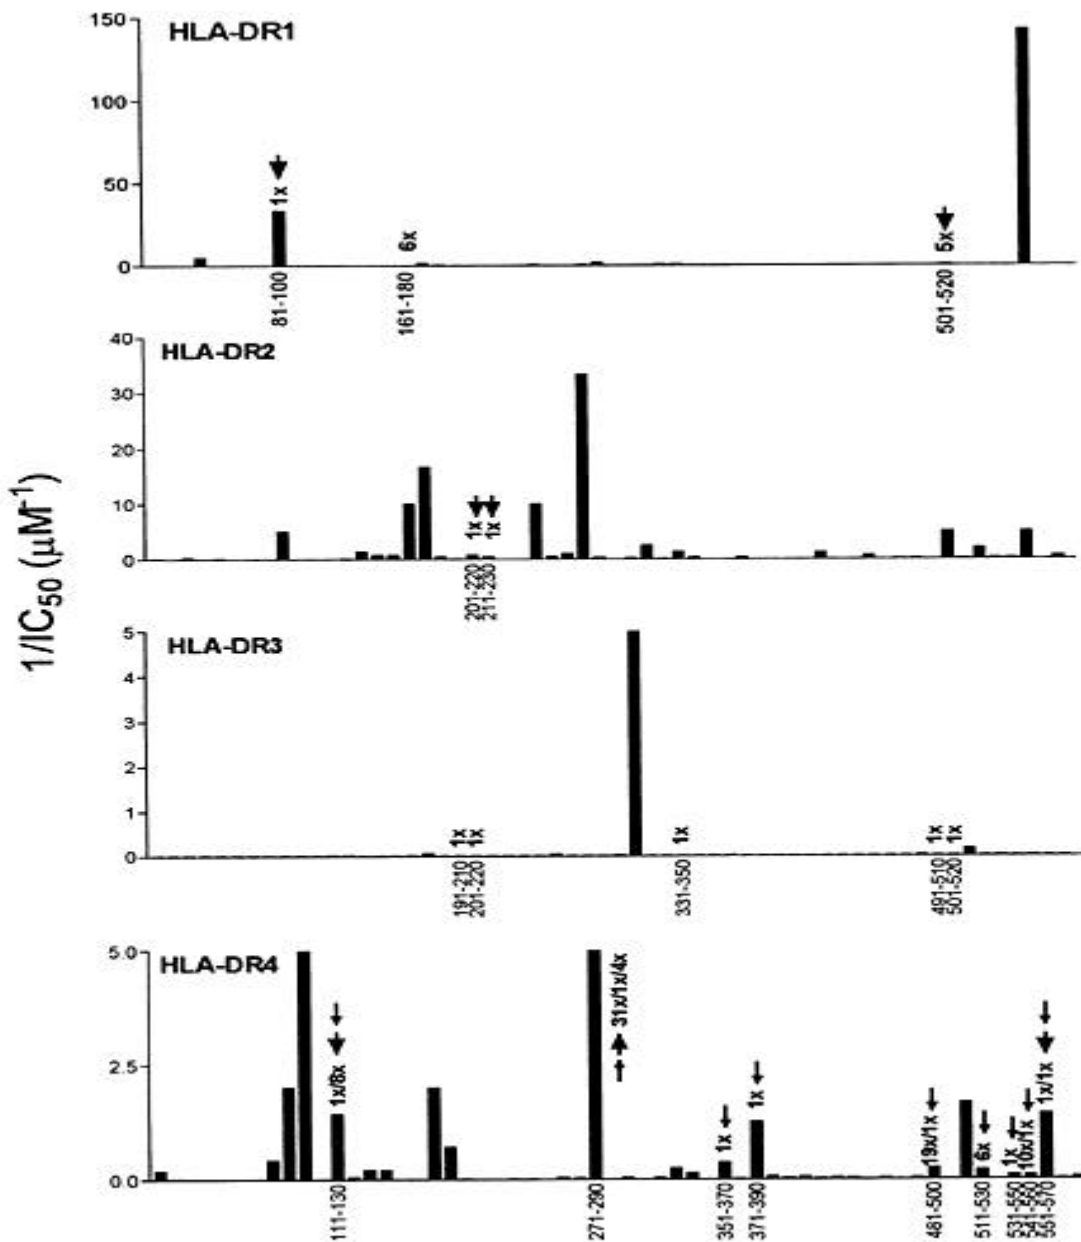 1/IC50 (µM-1)
HLA-DR1
150
100
50
0
1x
6x
5x
81-100
161-180
501-520
HLA-DR2
40
30
20
10
0
1x
1x
201-220
211-230
HLA-DR3
5
4
3
2
1
0
1x
1x
1x
1x
1x
191-210
201-220
331-350
491-510
501-520
HLA-DR4
5.0
2.5
0.0
1x/8x
31x/1x/4x
1x
1x
19x/1x
6x
1x
10x/1x
1x/1x
111-130
271-290
351-370
371-390
481-500
511-530
531-550
541-560
551-570